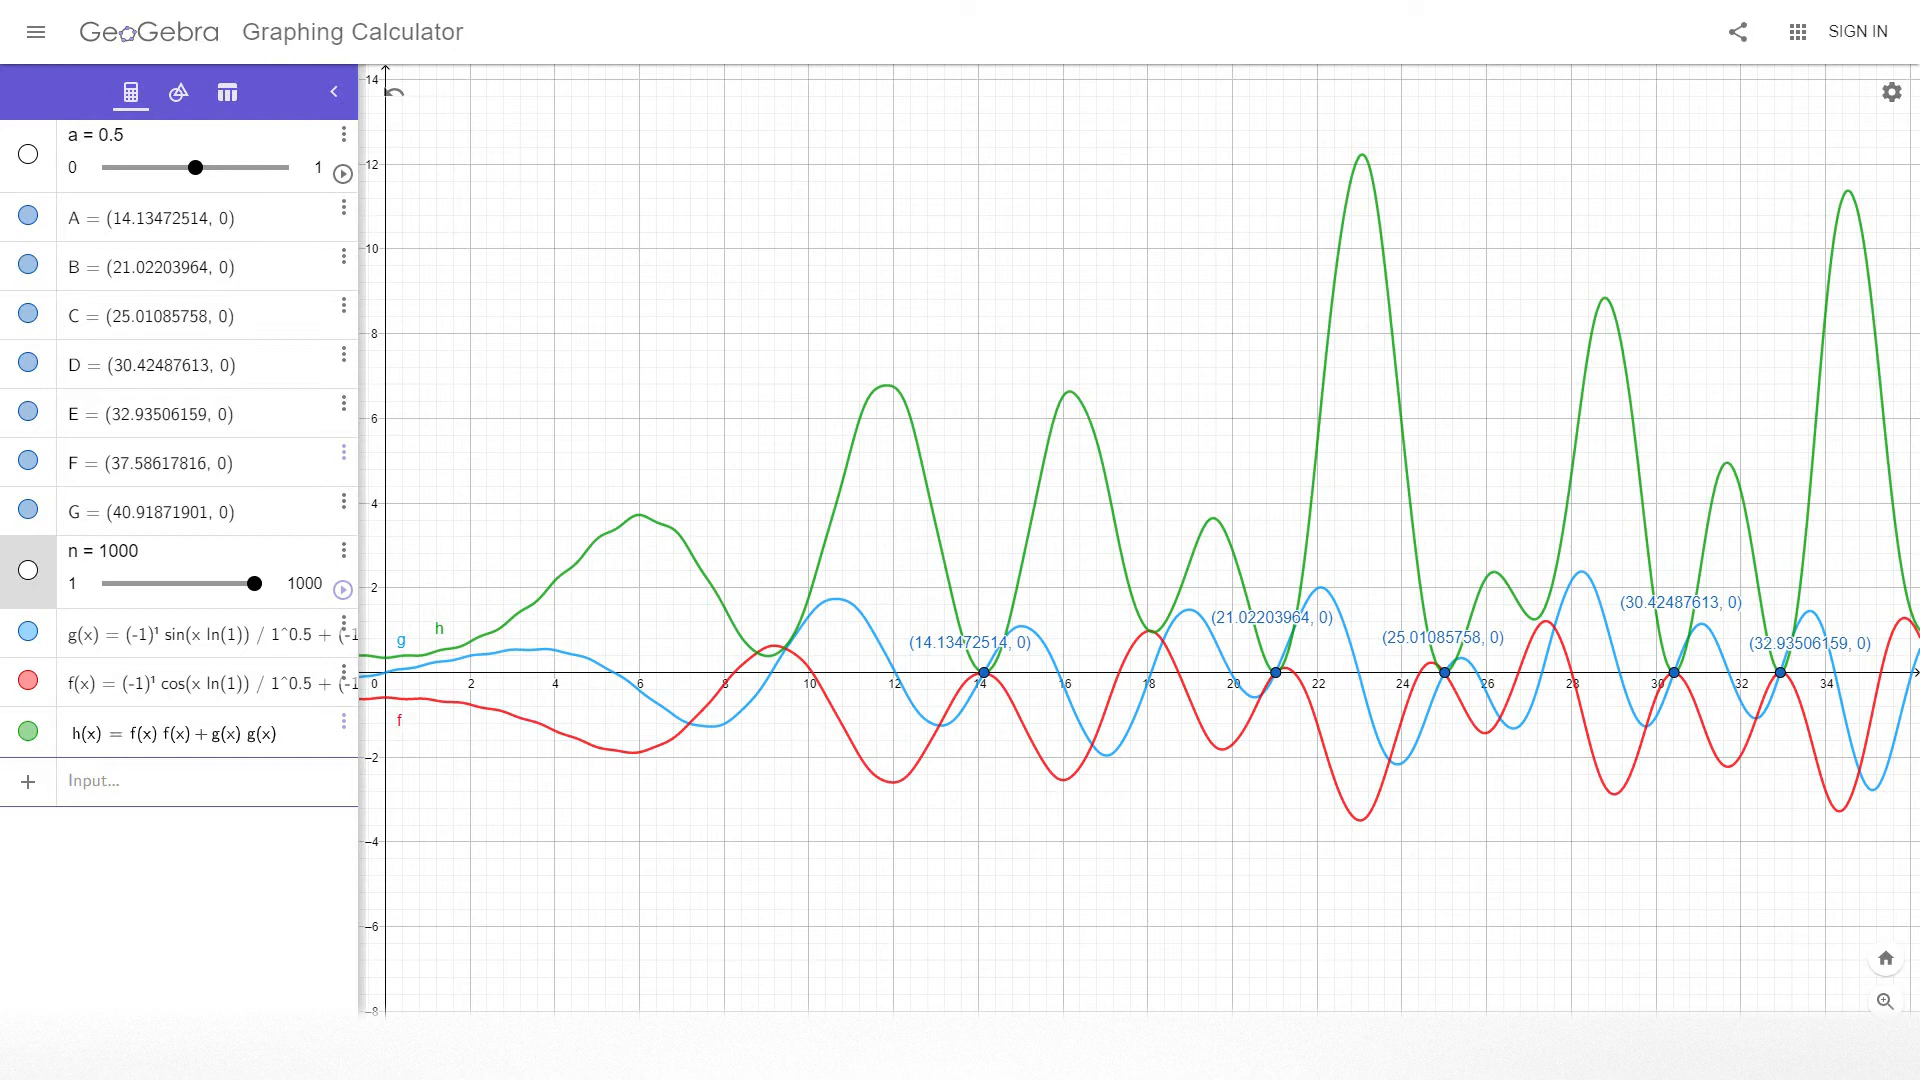 GeoGebra Graphing Calculator
SIGN IN
a = 0.5
0 1
A = (14.13472514, 0)
B = (21.02203964, 0)
C = (25.01085758, 0)
D = (30.42487613, 0)
E = (32.93506159, 0)
F = (37.58617816, 0)
G = (40.91871901, 0)
n = 1000
1 1000
g(x) = (-1)¹ sin(x ln(1)) / 1^0.5 + (-1
f(x) = (-1)¹ cos(x ln(1)) / 1^0.5 + (-1
h(x) = f(x) f(x) + g(x) g(x)
Input...
14
12
10
8
6
4
2
(30.42487613, 0)
(21.02203964, 0)
h
g
(14.13472514, 0)
(25.01085758, 0)
(32.93506159, 0)
0 2 4 6 8 10 12 14 16 18 20 22 24 26 28 30 32 34
f
−2
−4
−6
−8